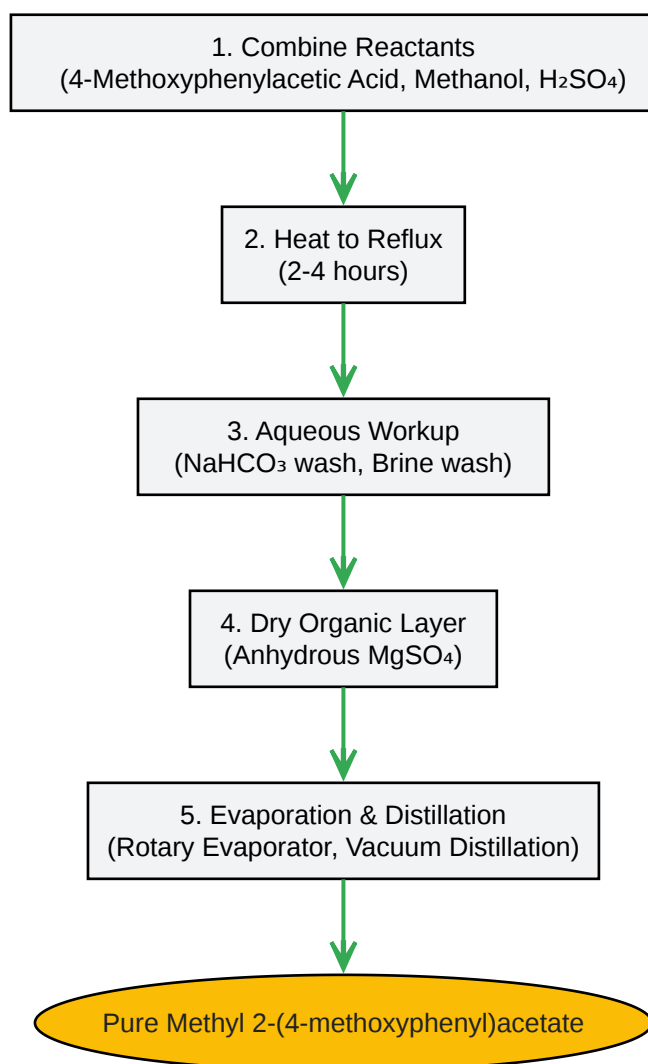 1. Combine Reactants
(4-Methoxyphenylacetic Acid, Methanol, H₂SO₄)
2. Heat to Reflux
(2-4 hours)
3. Aqueous Workup
(NaHCO₃ wash, Brine wash)
4. Dry Organic Layer
(Anhydrous MgSO₄)
5. Evaporation & Distillation
(Rotary Evaporator, Vacuum Distillation)
Pure Methyl 2-(4-methoxyphenyl)acetate